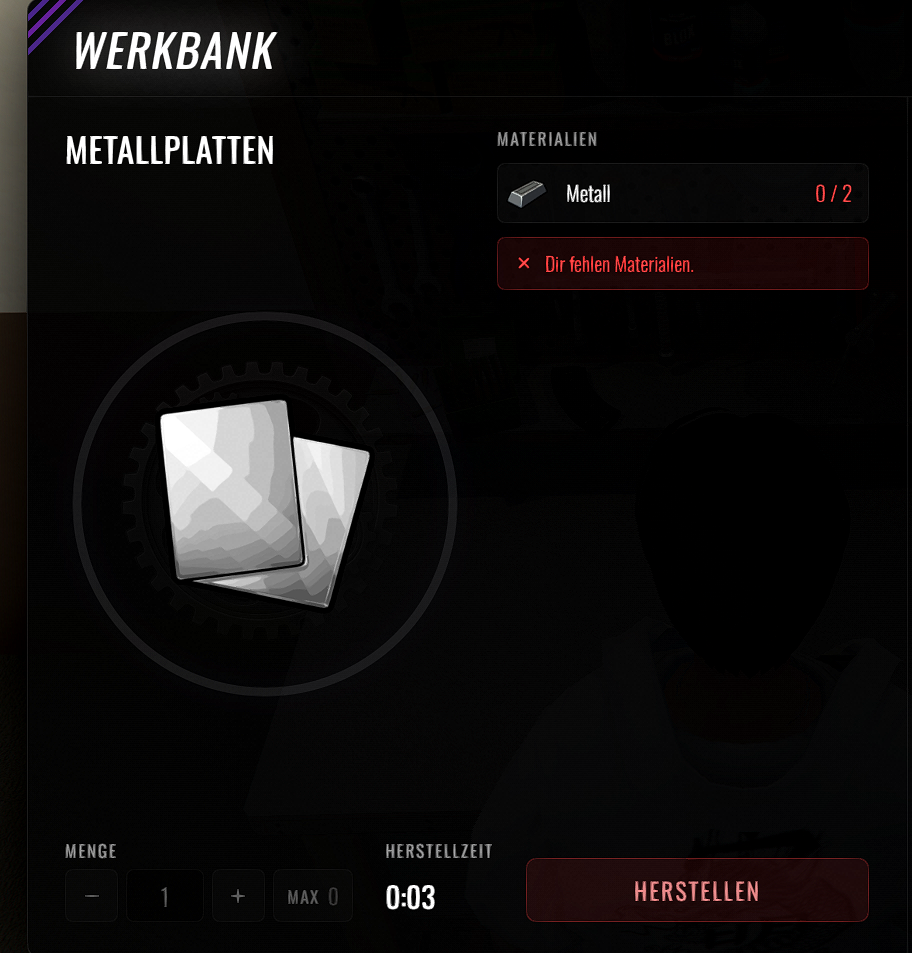 WERKBANK
METALLPLATTEN
MATERIALIEN
Metall 0 / 2
✕ Dir fehlen Materialien.
MENGE
− 1 + MAX 0
HERSTELLZEIT
0:03
HERSTELLEN